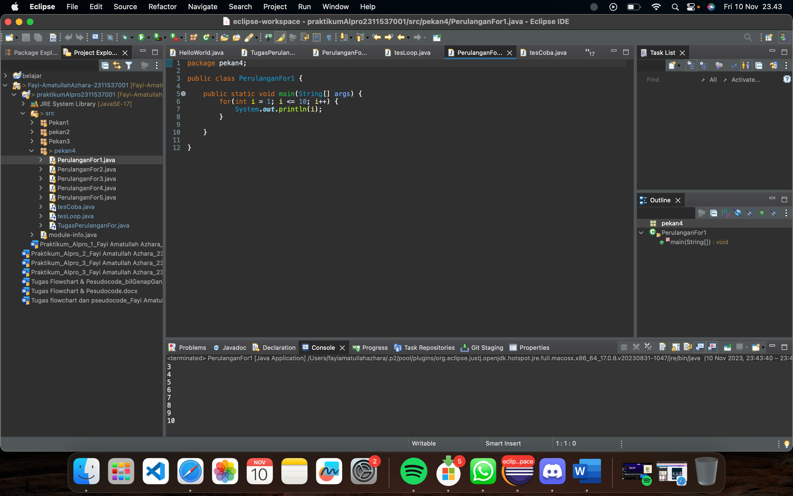 Eclipse File Edit Source Refactor Navigate Search Project Run Window Help Fri 10 Nov 23.43
eclipse-workspace - praktikumAlpro2311537001/src/pekan4/PerulanganFor1.java - Eclipse IDE
Package Expl... Project Explor...
belajar
> Fayi-AmatullahAzhara-2311537001 [Fayi-Amatull
> praktikumAlpro2311537001 [Fayi-Amatullah
JRE System Library [JavaSE-17]
> src
Pekan1
pekan2
Pekan3
> pekan4
PerulanganFor1.java
PerulanganFor2.java
PerulanganFor3.java
PerulanganFor4.java
PerulanganFor5.java
tesCoba.java
tesLoop.java
TugasPerulanganFor.java
module-info.java
Praktikum_Alpro_1_Fayi Amatullah Azhara_
Praktikum_Alpro_2_Fayi Amatullah Azhara_23
Praktikum_Alpro_3_Fayi Amatullah Azhara_23
Praktikum_Alpro_3_Fayi Amatullah Azhara_23
Tugas Flowchart & Pesudocode_bilGenapGan
Tugas Flowchart & Pesudocode.docx
Tugas flowchart dan pseudocode_Fayi Amatu
HelloWorld.java TugasPerulan... PerulanganFo... tesLoop.java PerulanganFo... tesCoba.java »17
1 package pekan4;
2
3 public class PerulanganFor1 {
4
5 public static void main(String[] args) {
6 for(int i = 1; i <= 10; i++) {
7 System.out.println(i);
8 }
9
10 }
11
12 }
Task List
Find All Activate...
Outline
pekan4
PerulanganFor1
main(String[]) : void
Problems Javadoc Declaration Console Progress Task Repositories Git Staging Properties
<terminated> PerulanganFor1 [Java Application] /Users/fayiamatullahazhara/.p2/pool/plugins/org.eclipse.justj.openjdk.hotspot.jre.full.macosx.x86_64_17.0.8.v20230831-1047/jre/bin/java (10 Nov 2023, 23:43:40 – 23:4
3
4
5
6
7
8
9
10
Writable Smart Insert 1 : 1 : 0
NOV
10
2
5
eclip...pace